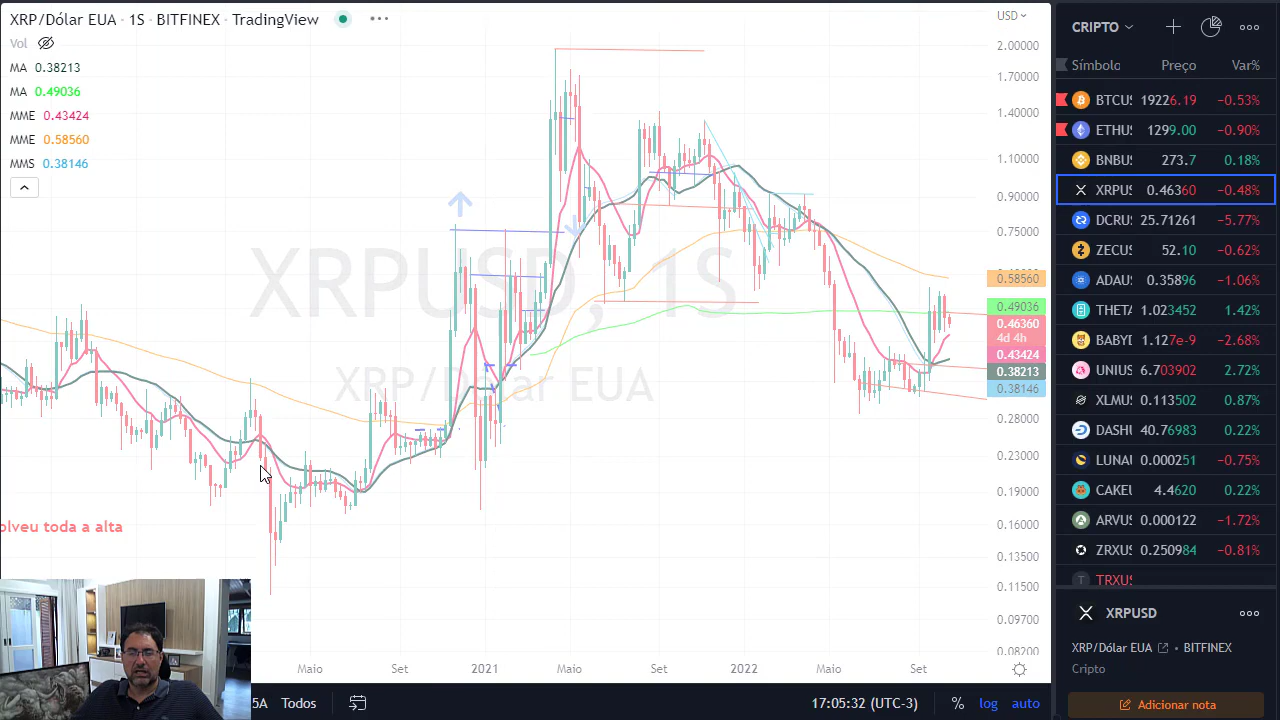 XRP/Dólar EUA · 1S · BITFINEX · TradingView
Vol
MA 0.38213
MA 0.49036
MME 0.43424
MME 0.58560
MMS 0.38146
XRPUSD, 1S
XRP/Dólar EUA
olveu toda a alta
USD
2.00000
1.70000
1.40000
1.10000
0.90000
0.75000
0.58560
0.49036
0.46360
4d 4h
0.43424
0.38213
0.38146
0.28000
0.23000
0.19000
0.16000
0.13500
0.11500
0.09700
0.08200
Maio Set 2021 Maio Set 2022 Maio Set
5A Todos 17:05:32 (UTC-3) % log auto
CRIPTO
Símbolo Preço Var%
BTCUS 19226.19 −0.53%
ETHUS 1299.00 −0.90%
BNBUS 273.7 0.18%
XRPUS 0.46360 −0.48%
DCRUS 25.71261 −5.77%
ZECUS 52.10 −0.62%
ADAUS 0.35896 −1.06%
THETA 1.023452 1.42%
BABYD 1.127e-9 −2.68%
UNIUS 6.703902 2.72%
XLMUS 0.113502 0.87%
DASHU 40.76983 0.22%
LUNAU 0.000251 −0.75%
CAKEU 4.4620 0.22%
ARVUS 0.000122 −1.72%
ZRXUS 0.250984 −0.81%
TRXUS
XRPUSD
XRP/Dólar EUA · BITFINEX
Cripto
Adicionar nota